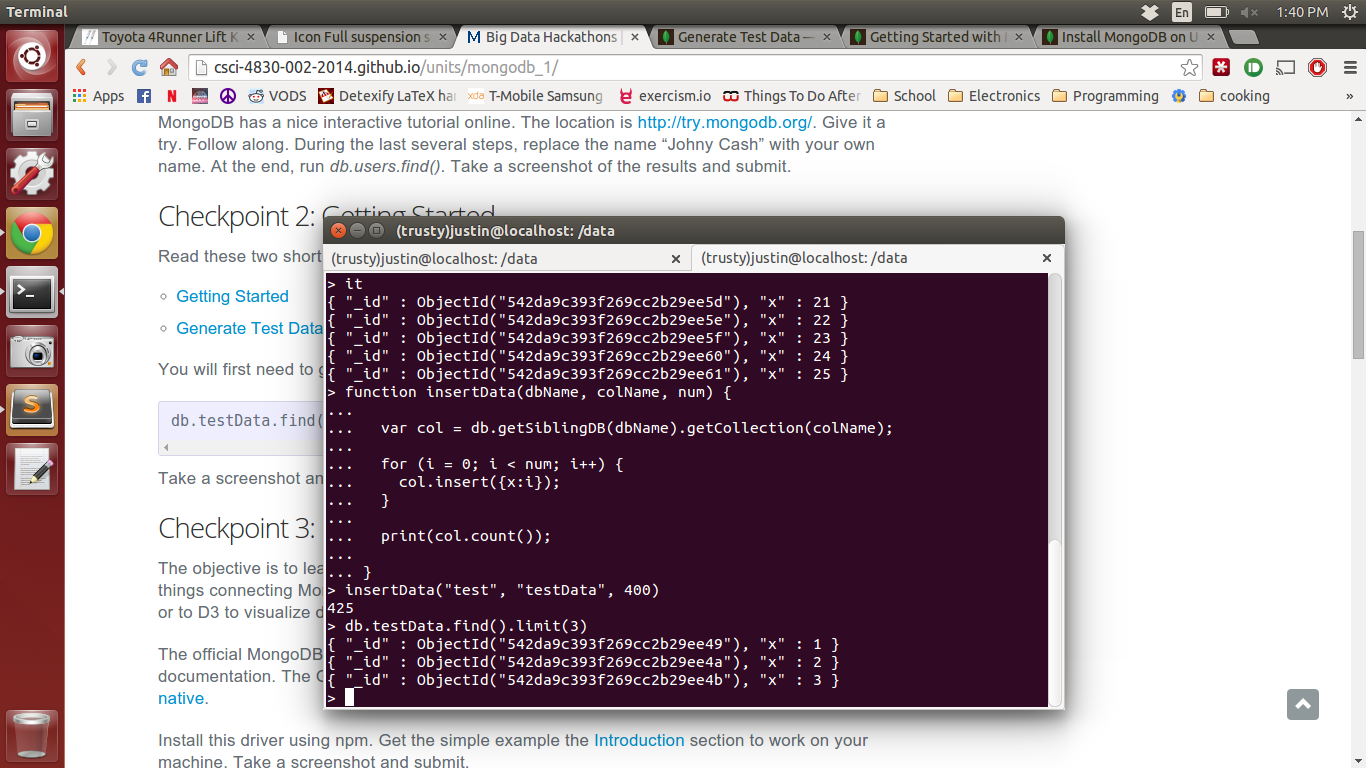 Terminal
En
1:40 PM
Toyota 4Runner Lift K
Icon Full suspension s
Big Data Hackathons |
Generate Test Data —
Getting Started with
Install MongoDB on U
csci-4830-002-2014.github.io/units/mongodb_1/
Apps
VODS
Detexify LaTeX ha
xda T-Mobile Samsung
exercism.io
Things To Do After
School
Electronics
Programming
cooking
»
MongoDB has a nice interactive tutorial online. The location is http://try.mongodb.org/. Give it a
try. Follow along. During the last several steps, replace the name “Johny Cash” with your own
name. At the end, run db.users.find(). Take a screenshot of the results and submit.
Checkpoint 2: Getting Started
Read these two short
Getting Started
Generate Test Data
You will first need to
db.testData.find(
Take a screenshot an
Checkpoint 3:
The objective is to lea
things connecting Mo
or to D3 to visualize d
The official MongoDB
documentation. The
native.
Install this driver using npm. Get the simple example the Introduction section to work on your
machine. Take a screenshot and submit.
(trusty)justin@localhost: /data
(trusty)justin@localhost: /data
(trusty)justin@localhost: /data
> it
{ "_id" : ObjectId("542da9c393f269cc2b29ee5d"), "x" : 21 }
{ "_id" : ObjectId("542da9c393f269cc2b29ee5e"), "x" : 22 }
{ "_id" : ObjectId("542da9c393f269cc2b29ee5f"), "x" : 23 }
{ "_id" : ObjectId("542da9c393f269cc2b29ee60"), "x" : 24 }
{ "_id" : ObjectId("542da9c393f269cc2b29ee61"), "x" : 25 }
> function insertData(dbName, colName, num) {
...
...   var col = db.getSiblingDB(dbName).getCollection(colName);
...
...   for (i = 0; i < num; i++) {
...     col.insert({x:i});
...   }
...
...   print(col.count());
...
... }
> insertData("test", "testData", 400)
425
> db.testData.find().limit(3)
{ "_id" : ObjectId("542da9c393f269cc2b29ee49"), "x" : 1 }
{ "_id" : ObjectId("542da9c393f269cc2b29ee4a"), "x" : 2 }
{ "_id" : ObjectId("542da9c393f269cc2b29ee4b"), "x" : 3 }
>